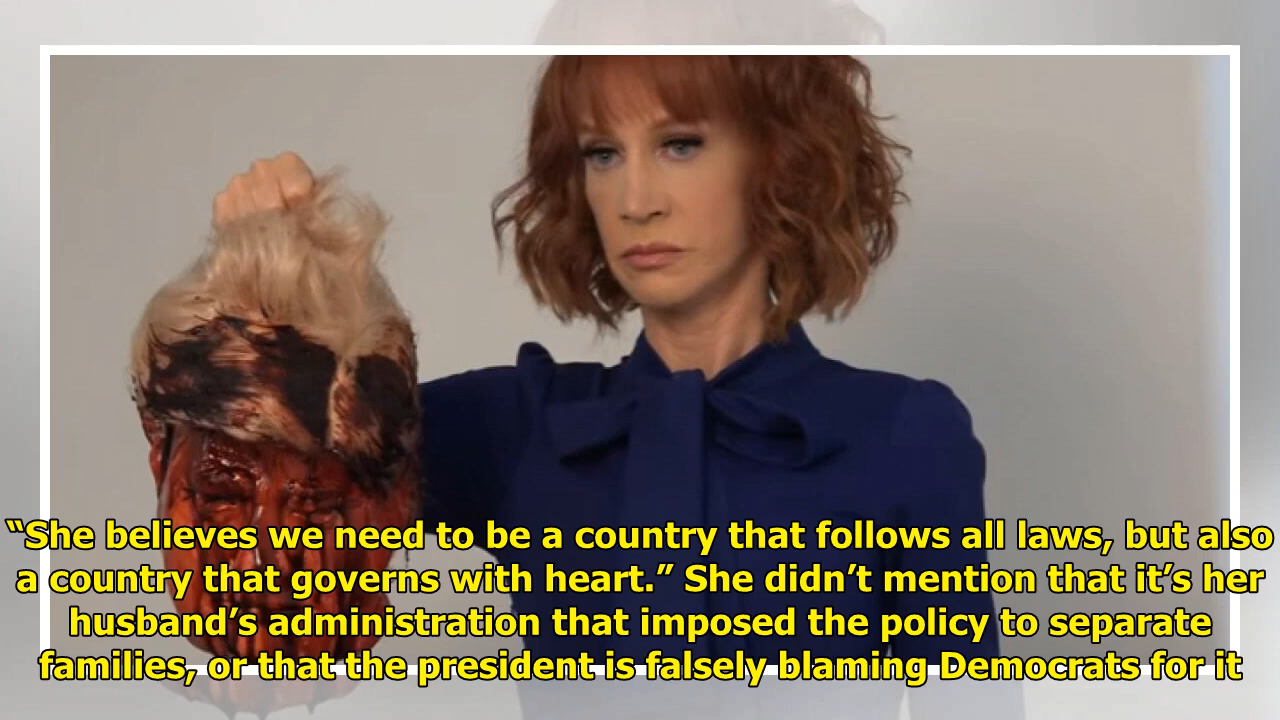 “She believes we need to be a country that follows all laws, but also
a country that governs with heart.” She didn’t mention that it’s her
husband’s administration that imposed the policy to separate
families, or that the president is falsely blaming Democrats for it